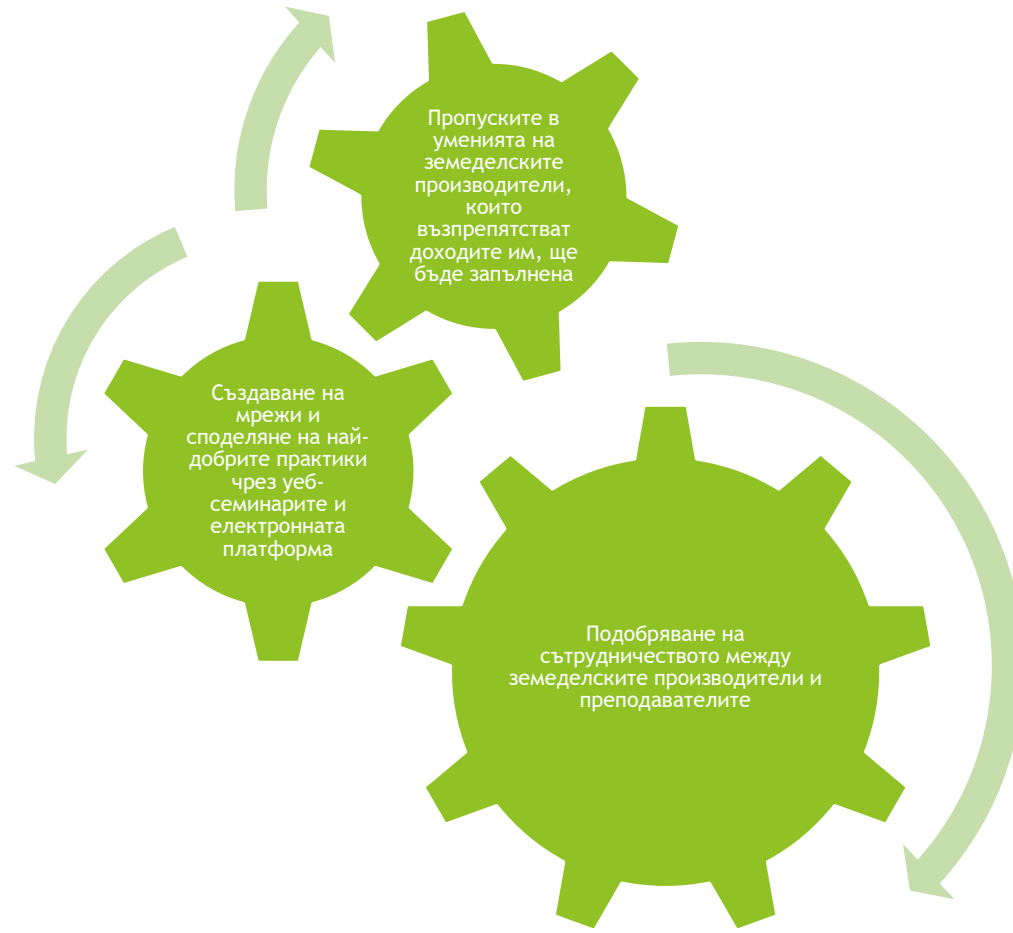 Пропуските в
уменията на
земеделските
производители,
които
възпрепятстват
доходите им, ще
бъде запълнена
Създаване на
мрежи и
споделяне на най-
добрите практики
чрез уеб-
семинарите и
електронната
платформа
Подобряване на
сътрудничеството между
земеделските производители и
преподавателите